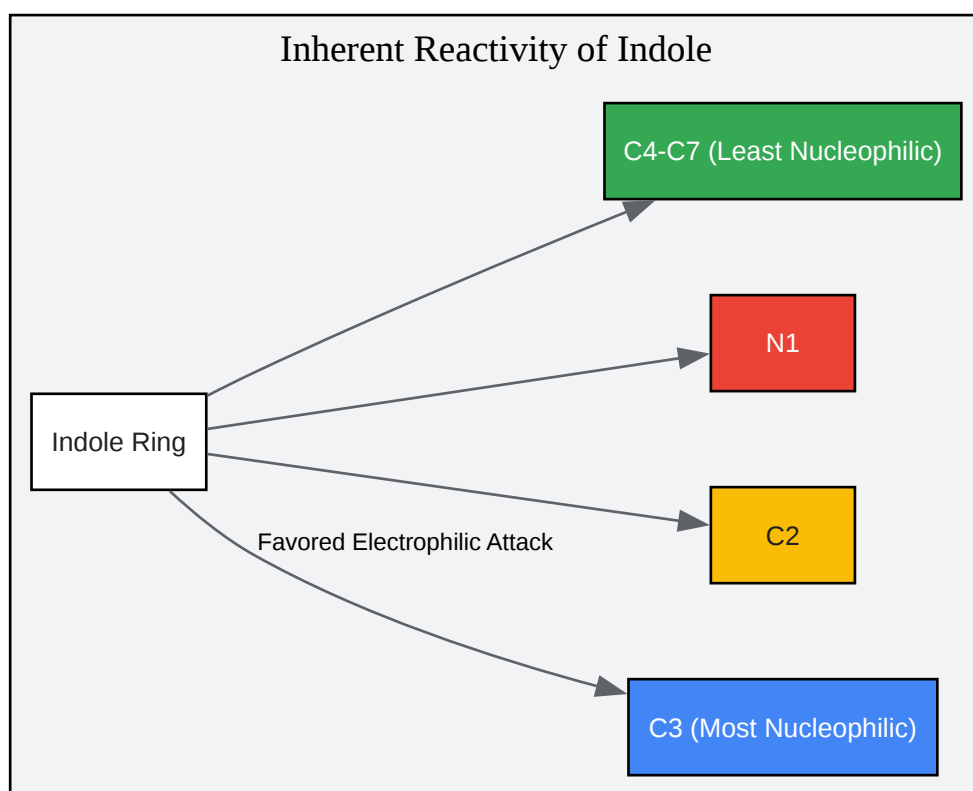 Inherent Reactivity of Indole
C4-C7 (Least Nucleophilic)
N1
Indole Ring
C2
Favored Electrophilic Attack
C3 (Most Nucleophilic)